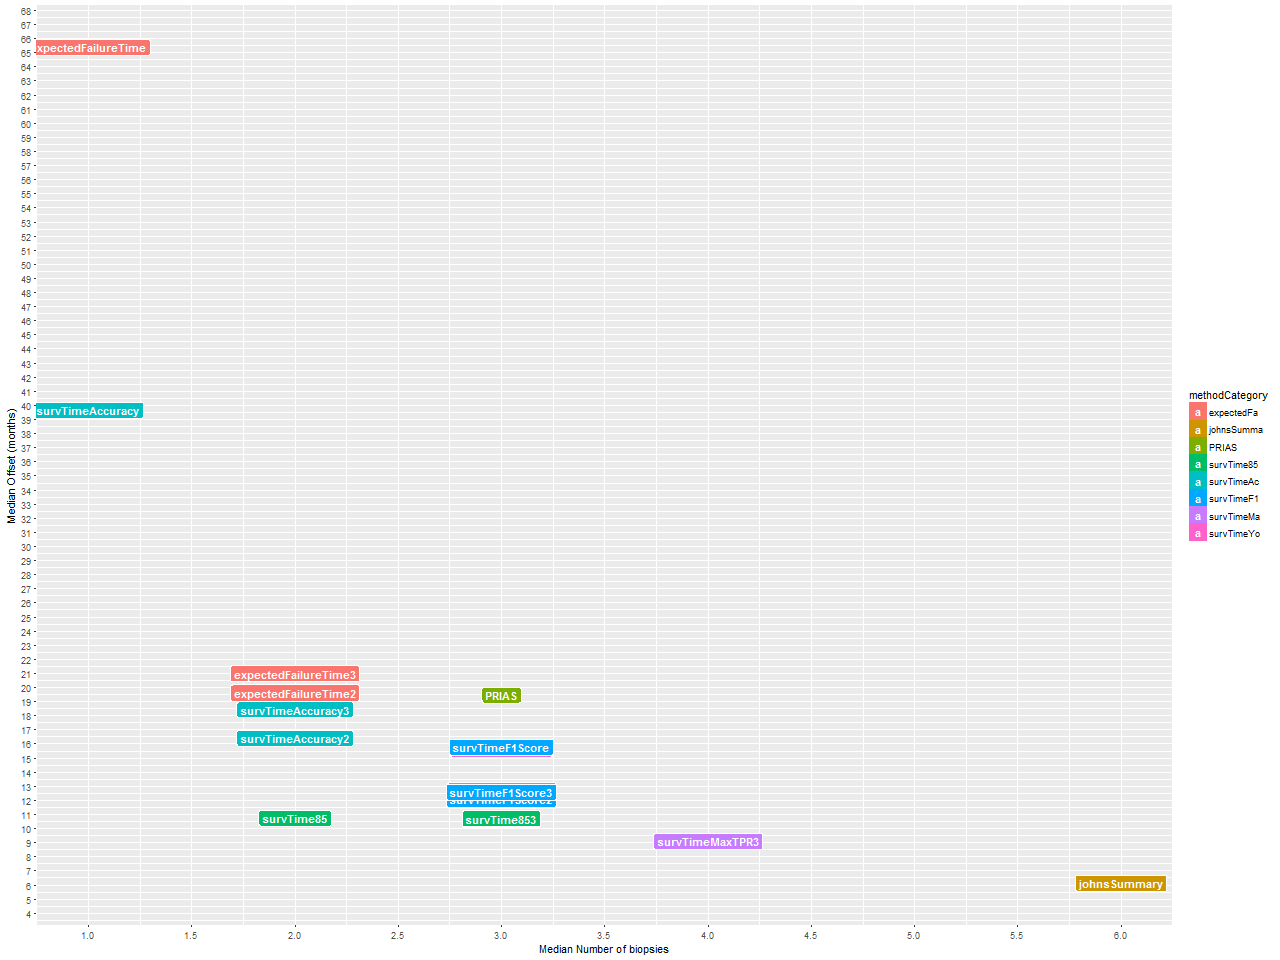 68
67
66
65
64
63
62
61
60
59
58
57
56
55
54
53
52
51
50
49
48
47
46
45
44
43
42
41
40
39
38
37
36
35
34
33
32
31
30
29
28
27
26
25
24
23
22
21
20
19
18
17
16
15
14
13
12
11
10
9
8
7
6
5
4
Median Offset (months)
xpectedFailureTime
survTimeAccuracy
expectedFailureTime3
expectedFailureTime2
PRIAS
survTimeAccuracy3
survTimeAccuracy2
survTimeF1Score
survTimeF1Score3
survTimeF1Score2
survTime85
survTime853
survTimeMaxTPR3
johnsSummary
1.0 1.5 2.0 2.5 3.0 3.5 4.0 4.5 5.0 5.5 6.0
Median Number of biopsies
methodCategory
a expectedFa
a johnsSumma
a PRIAS
a survTime85
a survTimeAc
a survTimeF1
a survTimeMa
a survTimeYo